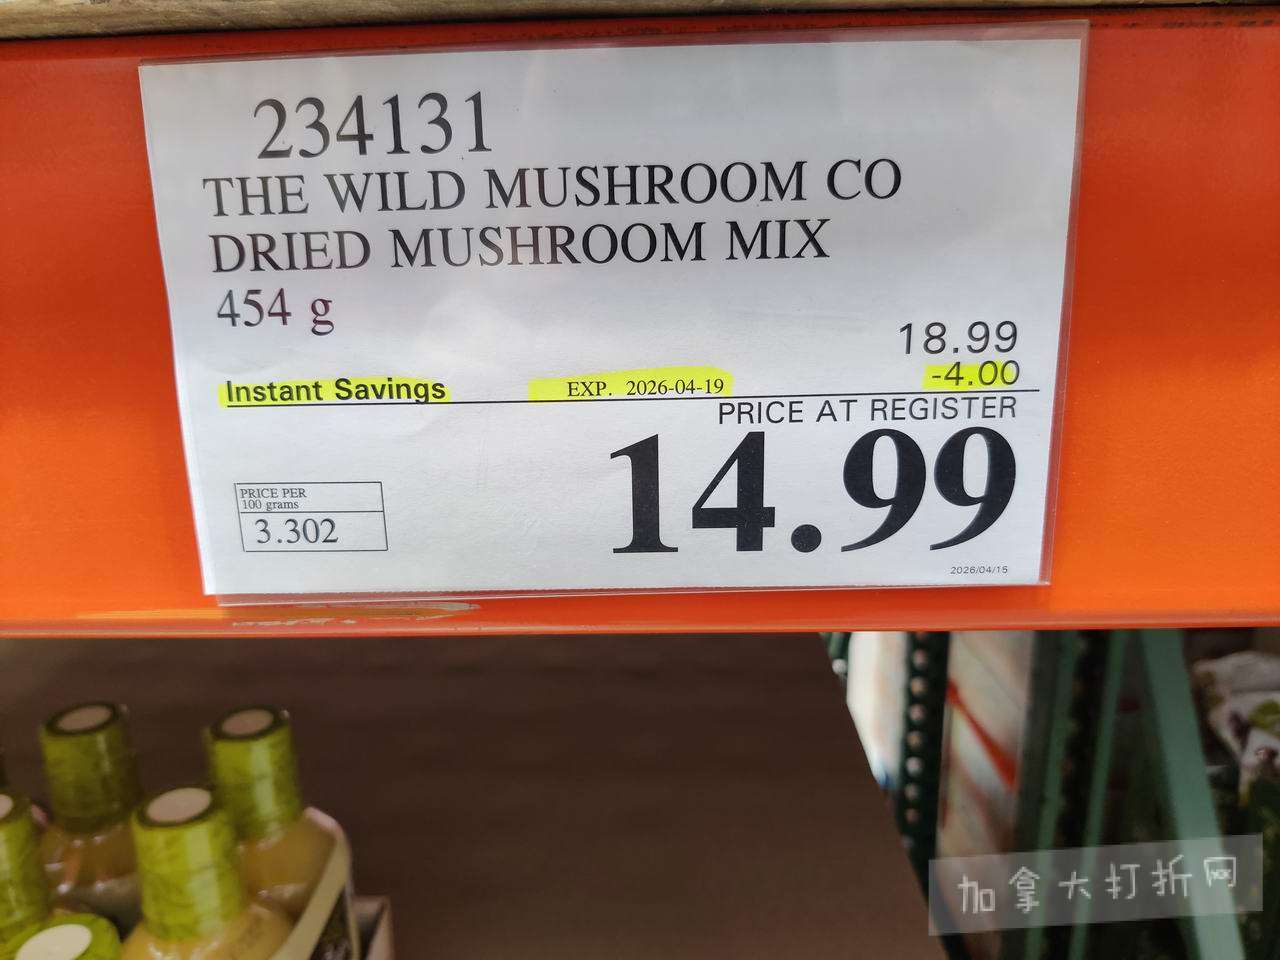 234131
THE WILD MUSHROOM CO
DRIED MUSHROOM MIX
454 g
18.99
Instant Savings EXP. 2026-04-19 -4.00
PRICE AT REGISTER
14.99
PRICE PER
100 grams
3.302
2026/04/15
加拿大打折网